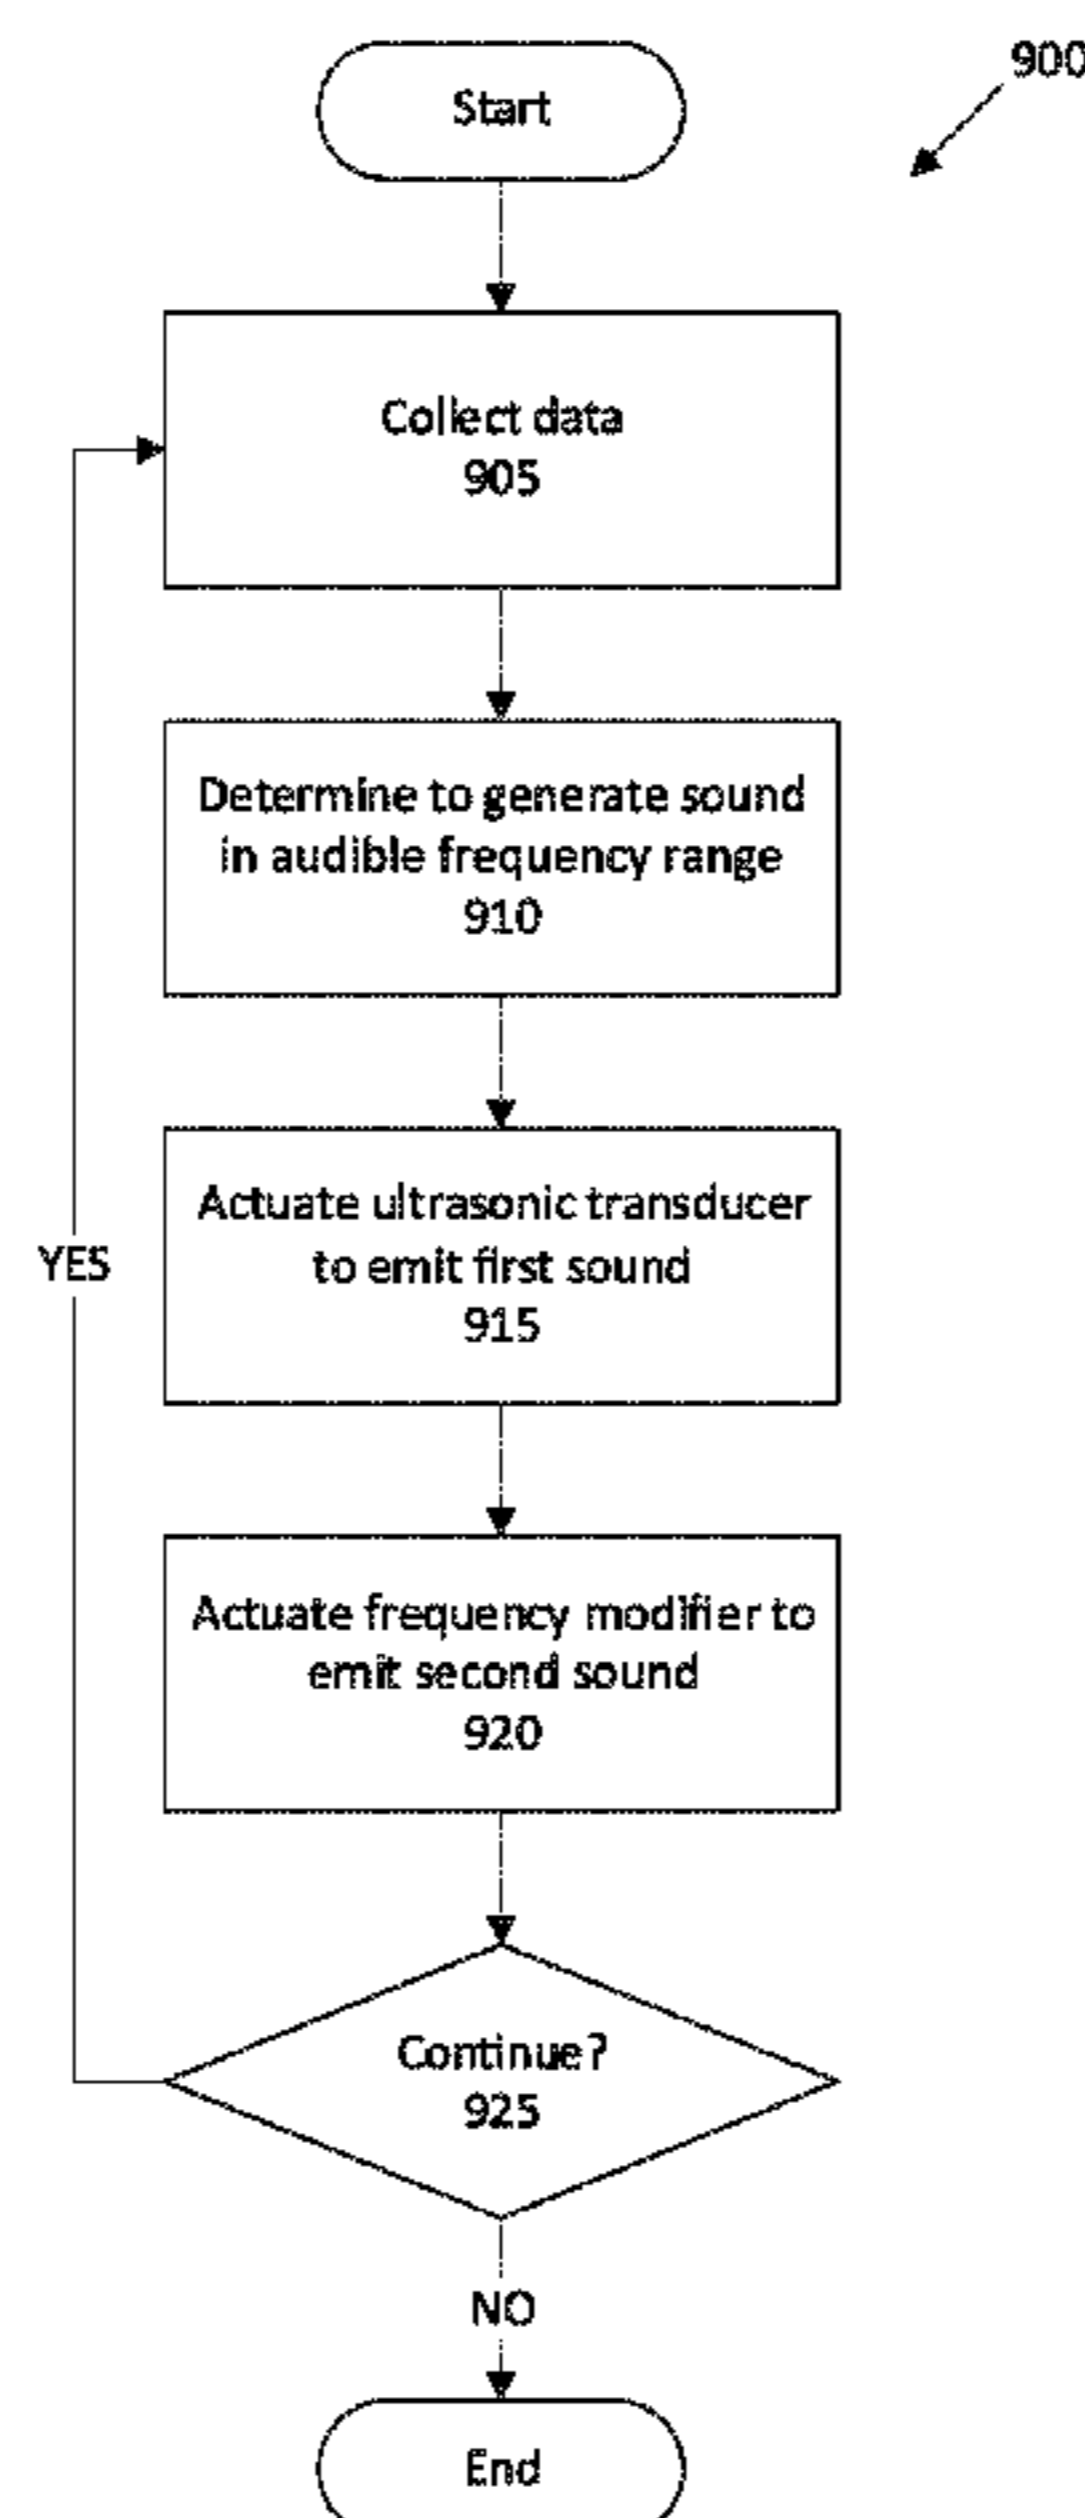 Start
900
Collect data
905
Determine to generate sound
in audible frequency range
910
Actuate ultrasonic transducer
to emit first sound
915
YES
Actuate frequency modifier to
emit second sound
920
Continue?
925
NO
End